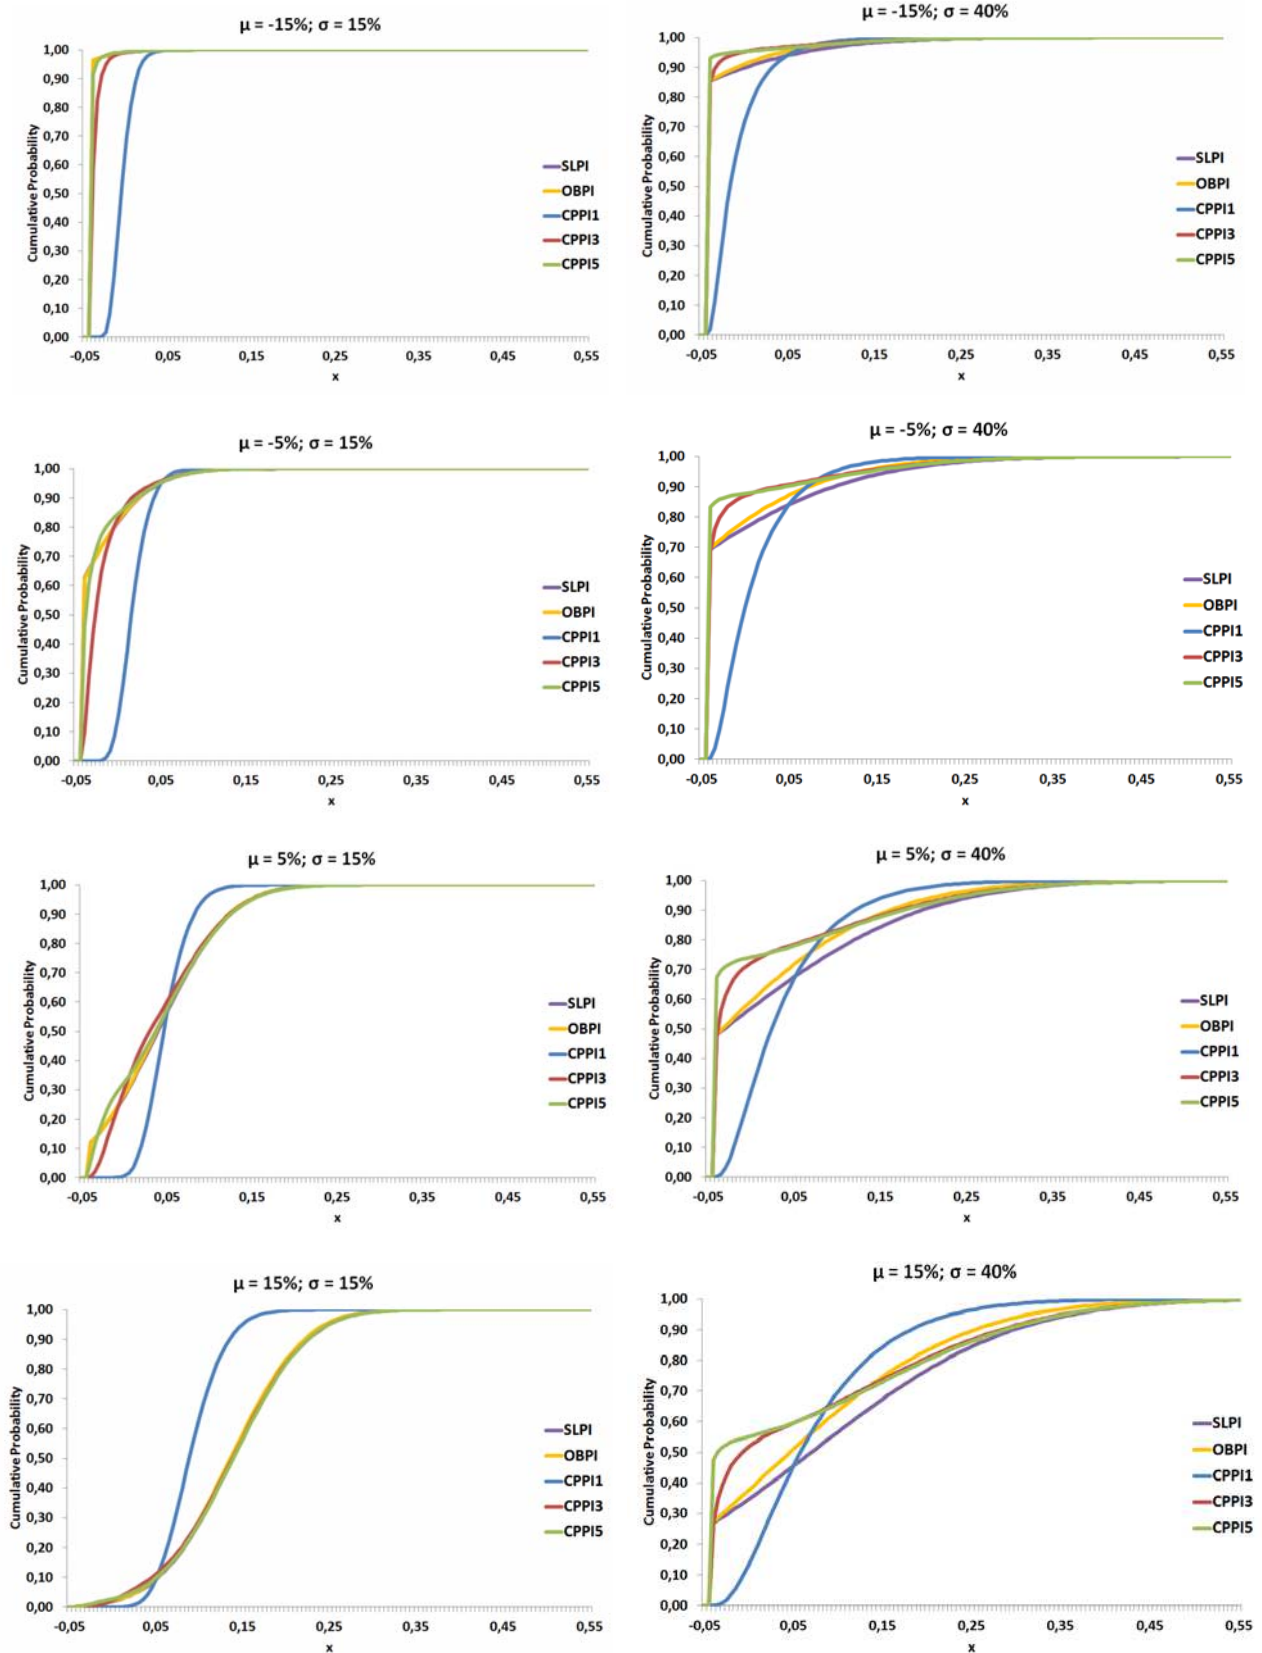 μ = -15%; σ = 15%
Cumulative Probability
1,00
0,90
0,80
0,70
0,60
0,50
0,40
0,30
0,20
0,10
0,00
-0,05 0,05 0,15 0,25 0,35 0,45 0,55
x
SLPI
OBPI
CPPI1
CPPI3
CPPI5
μ = -15%; σ = 40%
Cumulative Probability
1,00
0,90
0,80
0,70
0,60
0,50
0,40
0,30
0,20
0,10
0,00
-0,05 0,05 0,15 0,25 0,35 0,45 0,55
x
SLPI
OBPI
CPPI1
CPPI3
CPPI5
μ = -5%; σ = 15%
Cumulative Probability
1,00
0,90
0,80
0,70
0,60
0,50
0,40
0,30
0,20
0,10
0,00
-0,05 0,05 0,15 0,25 0,35 0,45 0,55
x
SLPI
OBPI
CPPI1
CPPI3
CPPI5
μ = -5%; σ = 40%
Cumulative Probability
1,00
0,90
0,80
0,70
0,60
0,50
0,40
0,30
0,20
0,10
0,00
-0,05 0,05 0,15 0,25 0,35 0,45 0,55
x
SLPI
OBPI
CPPI1
CPPI3
CPPI5
μ = 5%; σ = 15%
Cumulative Probability
1,00
0,90
0,80
0,70
0,60
0,50
0,40
0,30
0,20
0,10
0,00
-0,05 0,05 0,15 0,25 0,35 0,45 0,55
x
SLPI
OBPI
CPPI1
CPPI3
CPPI5
μ = 5%; σ = 40%
Cumulative Probability
1,00
0,90
0,80
0,70
0,60
0,50
0,40
0,30
0,20
0,10
0,00
-0,05 0,05 0,15 0,25 0,35 0,45 0,55
x
SLPI
OBPI
CPPI1
CPPI3
CPPI5
μ = 15%; σ = 15%
Cumulative Probability
1,00
0,90
0,80
0,70
0,60
0,50
0,40
0,30
0,20
0,10
0,00
-0,05 0,05 0,15 0,25 0,35 0,45 0,55
x
SLPI
OBPI
CPPI1
CPPI3
CPPI5
μ = 15%; σ = 40%
Cumulative Probability
1,00
0,90
0,80
0,70
0,60
0,50
0,40
0,30
0,20
0,10
0,00
-0,05 0,05 0,15 0,25 0,35 0,45 0,55
x
SLPI
OBPI
CPPI1
CPPI3
CPPI5